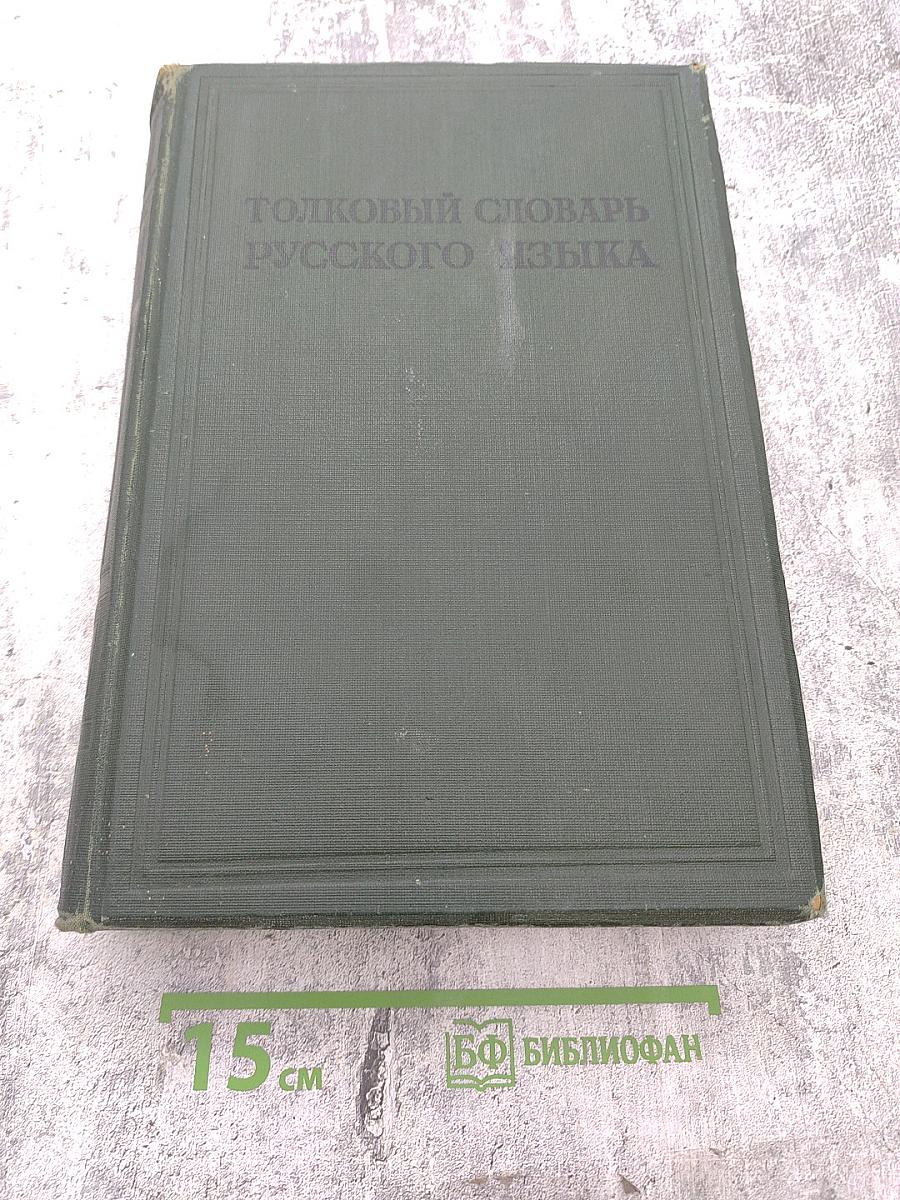 ТОЛКОВЫЙ СЛОВАРЬ
РУССКОГО ЯЗЫКА
15 см
БФ БИБЛИОФАН